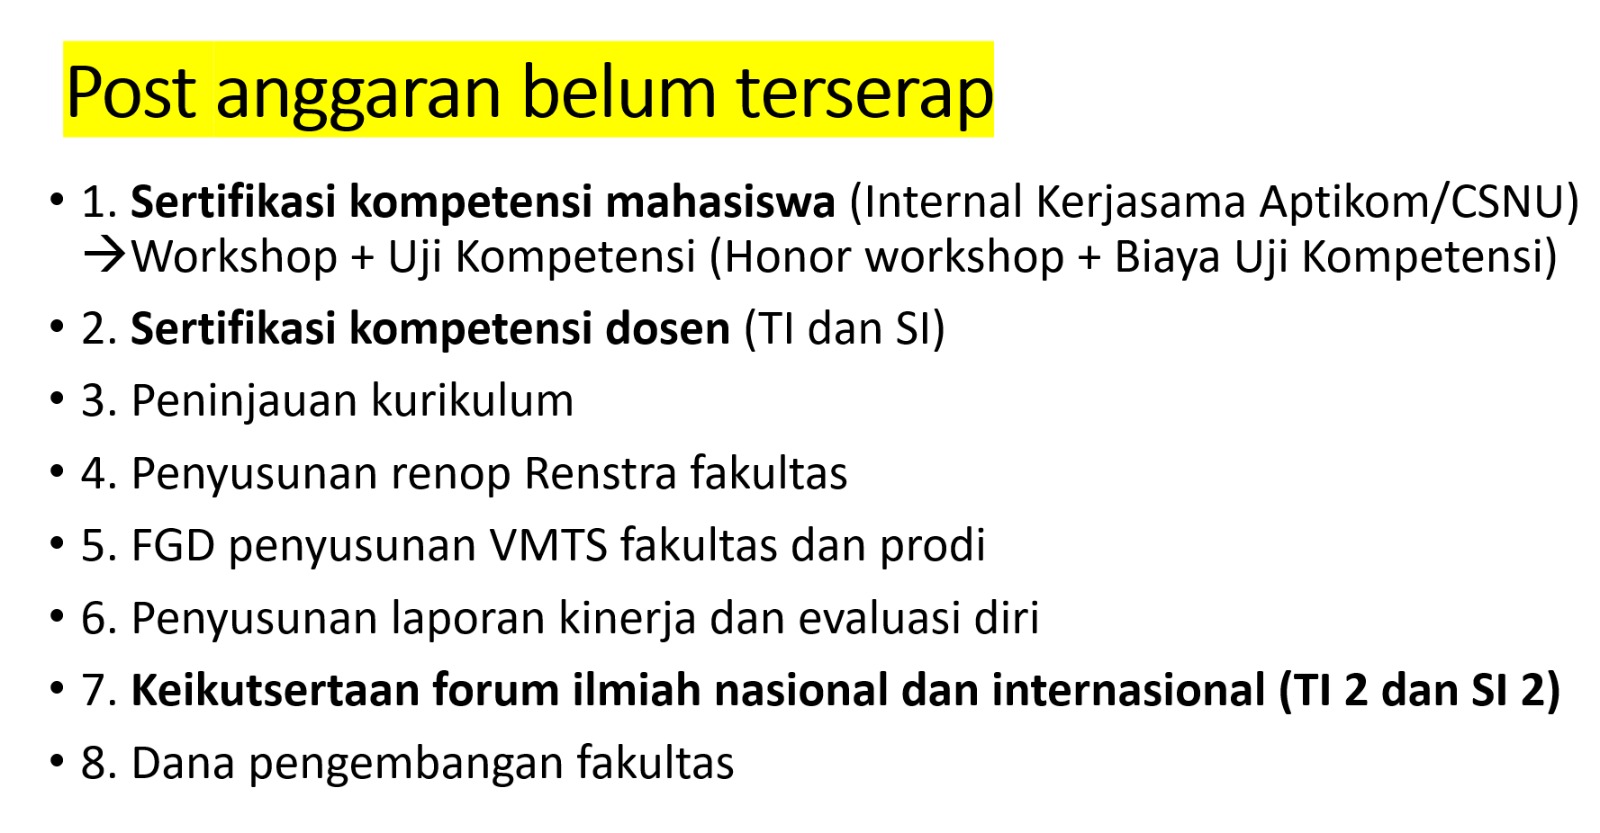 Post anggaran belum terserap
• 1. Sertifikasi kompetensi mahasiswa (Internal Kerjasama Aptikom/CSNU)
→Workshop + Uji Kompetensi (Honor workshop + Biaya Uji Kompetensi)
• 2. Sertifikasi kompetensi dosen (TI dan SI)
• 3. Peninjauan kurikulum
• 4. Penyusunan renop Renstra fakultas
• 5. FGD penyusunan VMTS fakultas dan prodi
• 6. Penyusunan laporan kinerja dan evaluasi diri
• 7. Keikutsertaan forum ilmiah nasional dan internasional (TI 2 dan SI 2)
• 8. Dana pengembangan fakultas